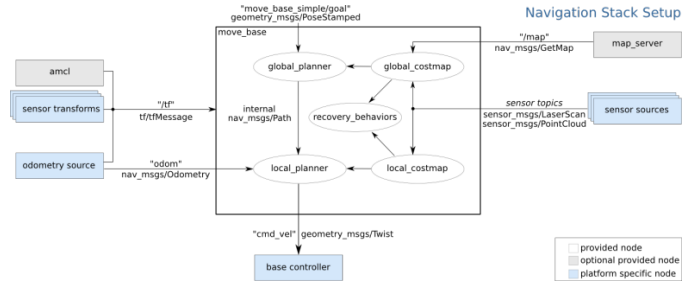 Navigation Stack Setup
"move_base_simple/goal"
geometry_msgs/PoseStamped
move_base
"/map"
nav_msgs/GetMap
map_server
global_planner
global_costmap
amcl
sensor transforms
"/tf"
tf/tfMessage
internal
nav_msgs/Path
recovery_behaviors
sensor topics
sensor_msgs/LaserScan
sensor_msgs/PointCloud
sensor sources
odometry source
"odom"
nav_msgs/Odometry
local_planner
local_costmap
"cmd_vel" geometry_msgs/Twist
base controller
provided node
optional provided node
platform specific node